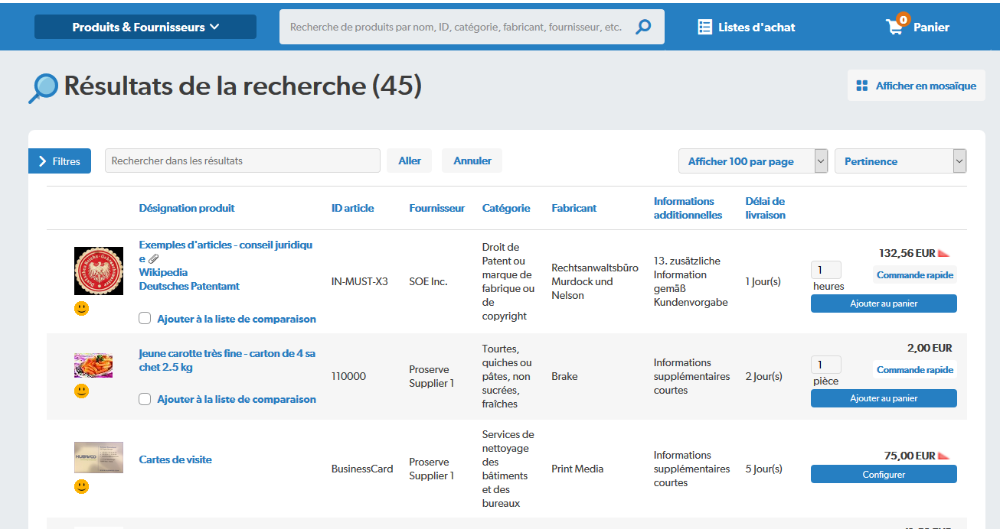 Produits & Fournisseurs
Recherche de produits par nom, ID, catégorie, fabricant, fournisseur, etc.
Listes d'achat
0
Panier
Résultats de la recherche (45)
Afficher en mosaïque
Filtres
Rechercher dans les résultats
Aller
Annuler
Afficher 100 par page
Pertinence
Désignation produit
ID article
Fournisseur
Catégorie
Fabricant
Informations
additionnelles
Délai de
livraison
Exemples d'articles - conseil juridiqu
e
Wikipedia
Deutsches Patentamt
Ajouter à la liste de comparaison
IN-MUST-X3
SOE Inc.
Droit de
Patent ou
marque de
fabrique ou
de
copyright
Rechtsanwaltsbüro
Murdock und
Nelson
13. zusätzliche
Information
gemäß
Kundenvorgabe
1 Jour(s)
132,56 EUR
1
heures
Commande rapide
Ajouter au panier
Jeune carotte très fine - carton de 4 sa
chet 2.5 kg
Ajouter à la liste de comparaison
110000
Proserve
Supplier 1
Tourtes,
quiches ou
pâtes, non
sucrées,
fraîches
Brake
Informations
supplémentaires
courtes
2 Jour(s)
2,00 EUR
1
pièce
Commande rapide
Ajouter au panier
HUBWOO
Cartes de visite
BusinessCard
Proserve
Supplier 1
Services de
nettoyage
des
bâtiments
et des
bureaux
Print Media
Informations
supplémentaires
courtes
5 Jour(s)
75,00 EUR
Configurer